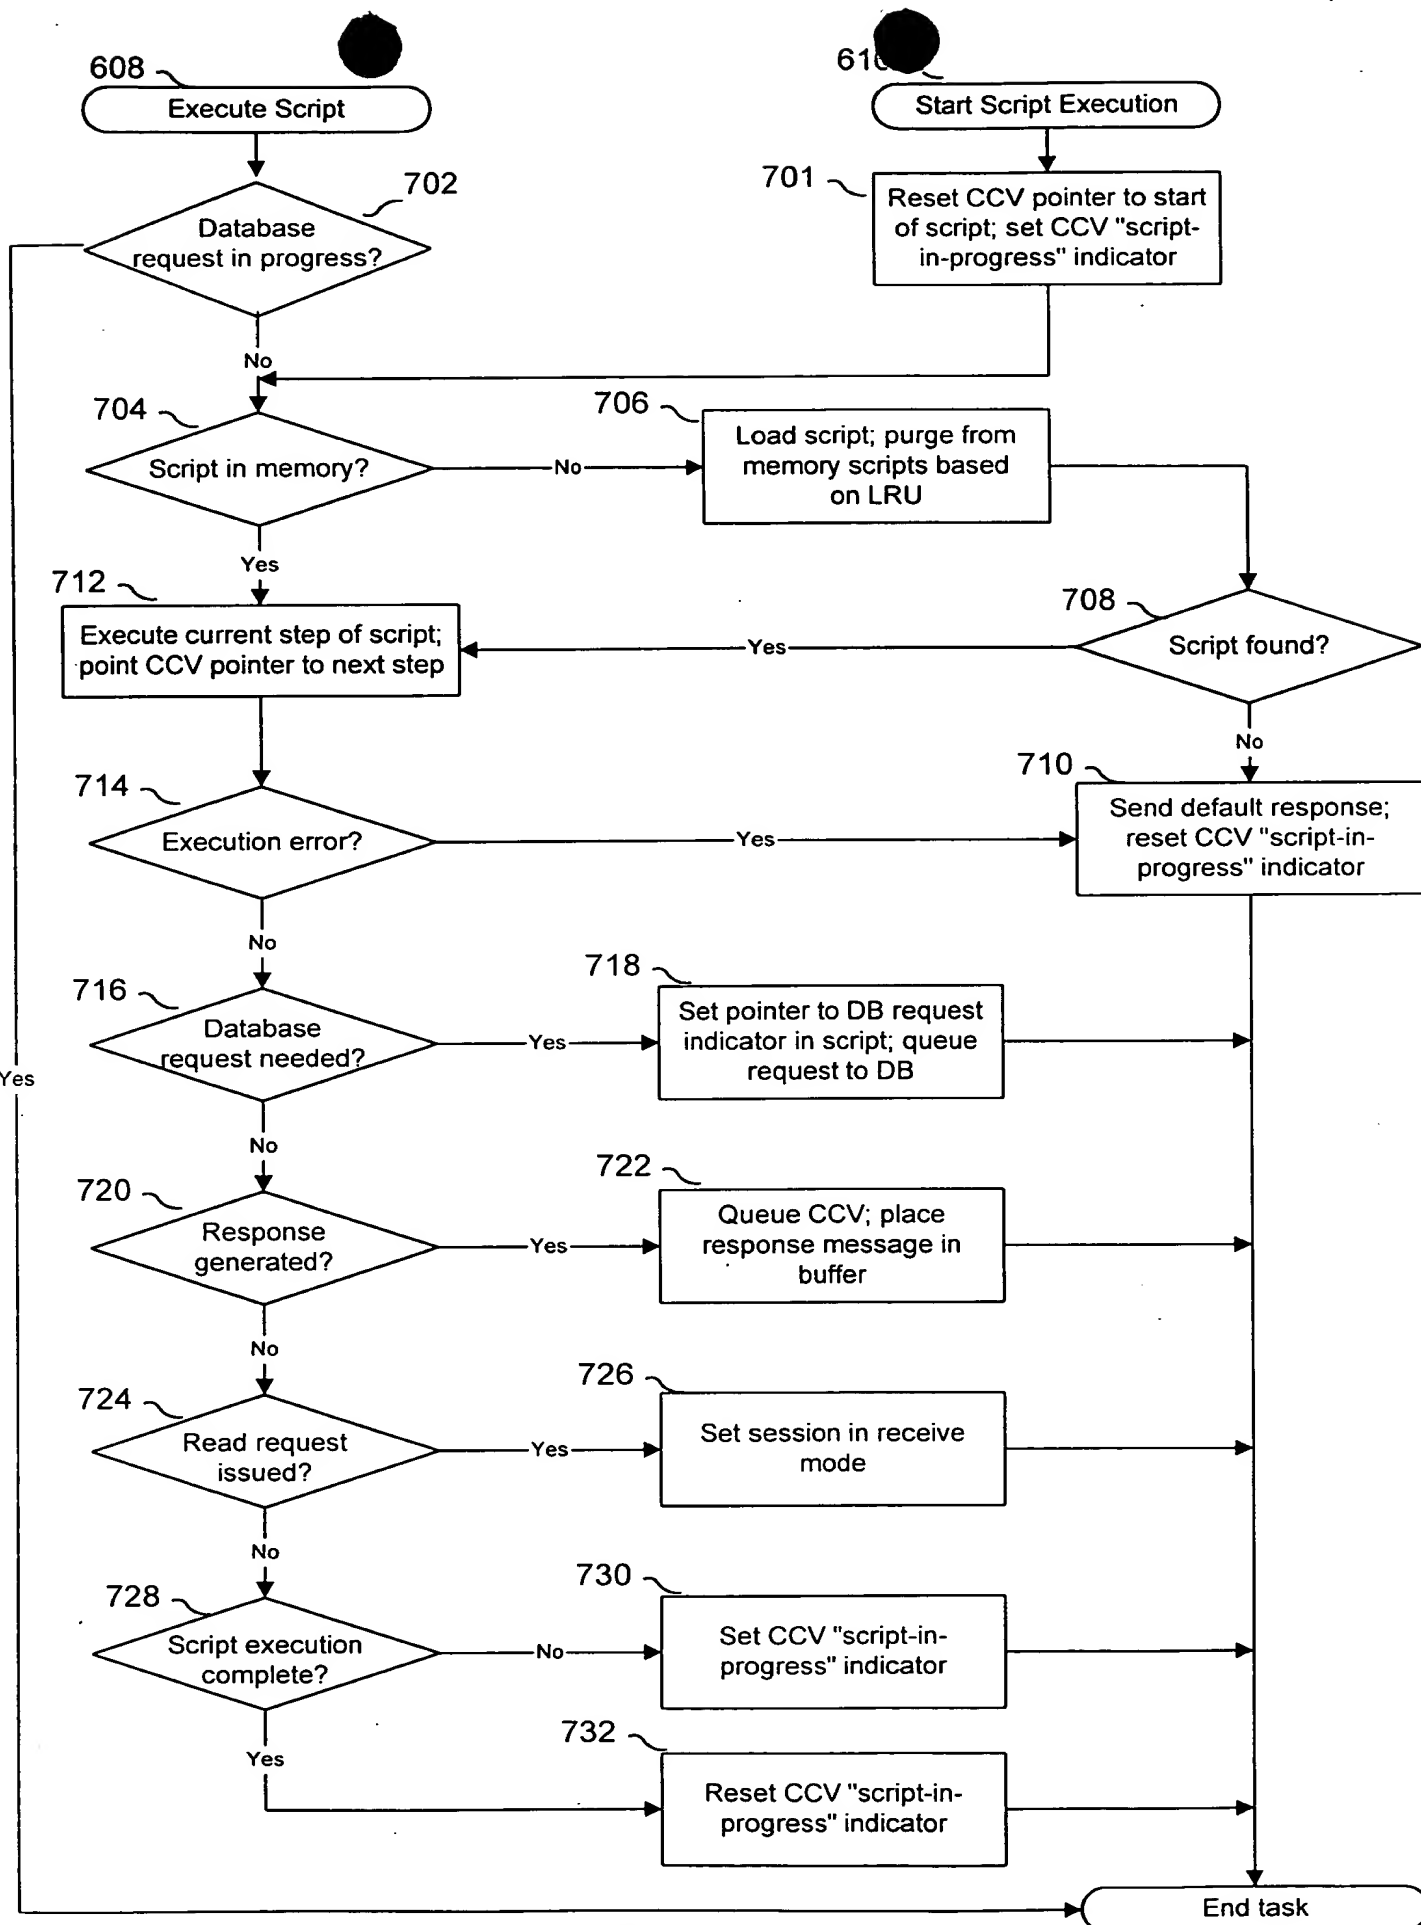 608
Execute Script
Start Script Execution
702
701
Database
request in progress?
Reset CCV pointer to start
of script; set CCV "script-
in-progress" indicator
No
704
706
Script in memory?
No
Load script; purge from
memory scripts based
on LRU
Yes
712
708
Execute current step of script;
point CCV pointer to next step
Yes
Script found?
No
714
710
Execution error?
Yes
Send default response;
reset CCV "script-in-
progress" indicator
No
716
718
Database
request needed?
Yes
Set pointer to DB request
indicator in script; queue
request to DB
Yes
No
720
722
Response
generated?
Yes
Queue CCV; place
response message in
buffer
No
724
726
Read request
issued?
Yes
Set session in receive
mode
No
728
730
Script execution
complete?
No
Set CCV "script-in-
progress" indicator
Yes
732
Reset CCV "script-in-
progress" indicator
End task